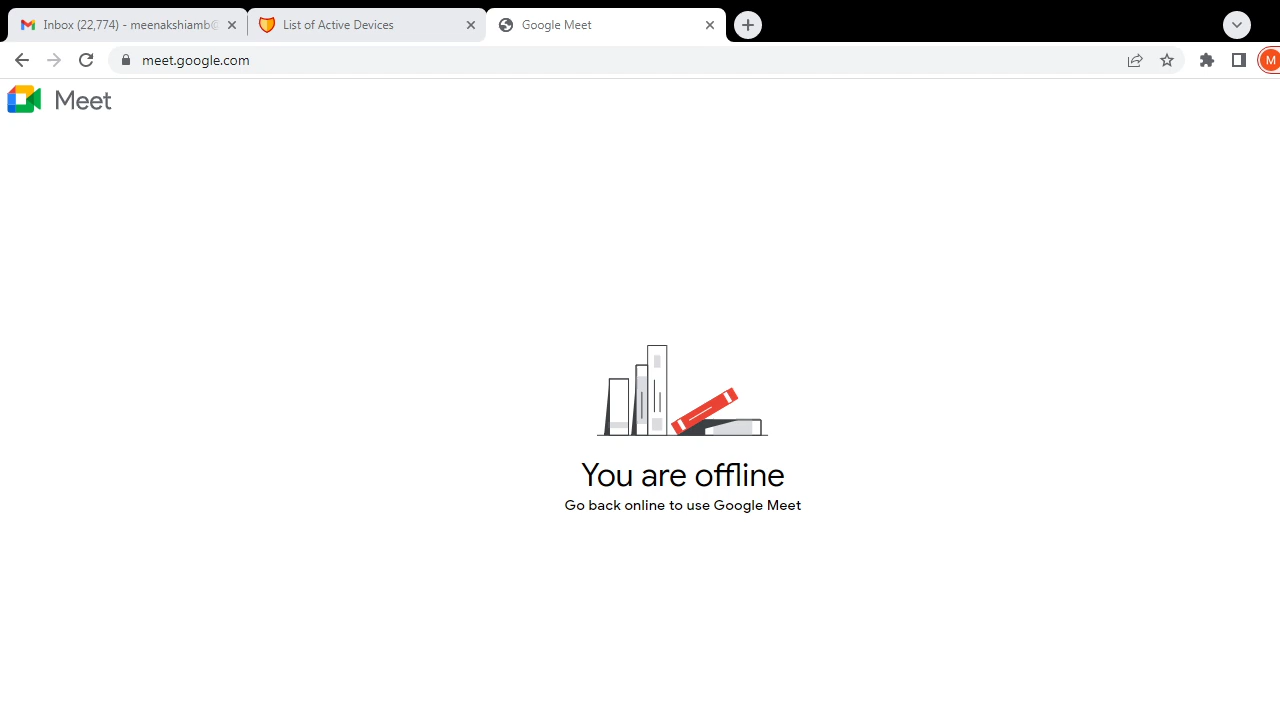 Inbox (22,774) - meenakshiamb@
List of Active Devices
Google Meet
meet.google.com
M
Meet
You are offline
Go back online to use Google Meet